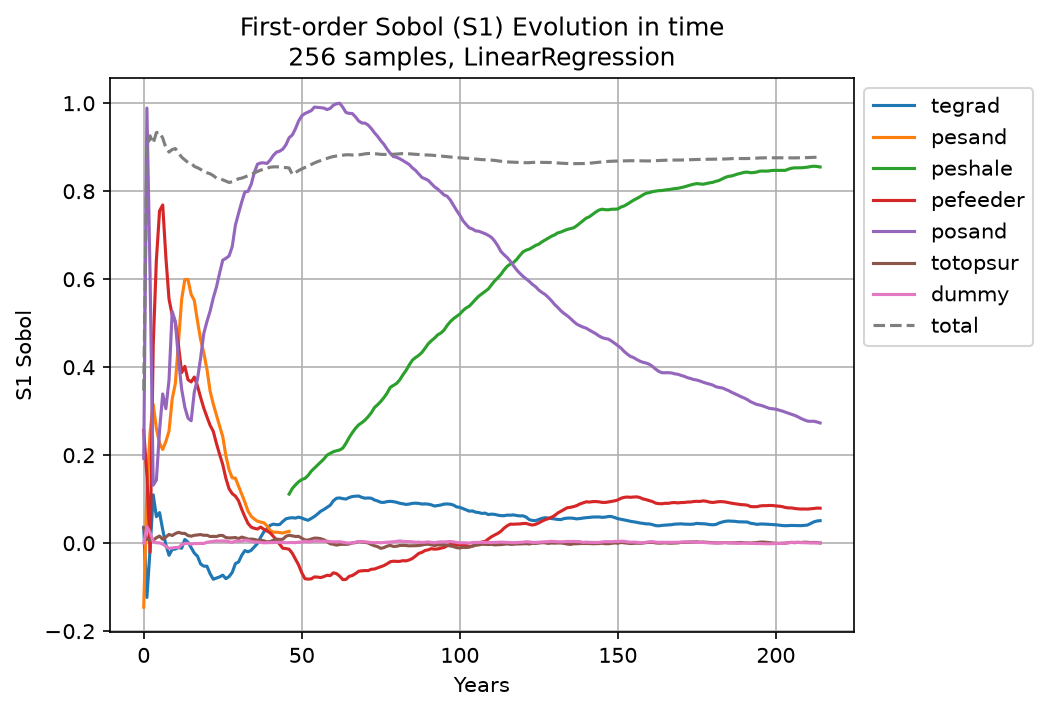 First-order Sobol (S1) Evolution in time
256 samples, LinearRegression
S1 Sobol
1.0
0.8
0.6
0.4
0.2
0.0
−0.2
0
50
100
150
200
Years
tegrad
pesand
peshale
pefeeder
posand
totopsur
dummy
total